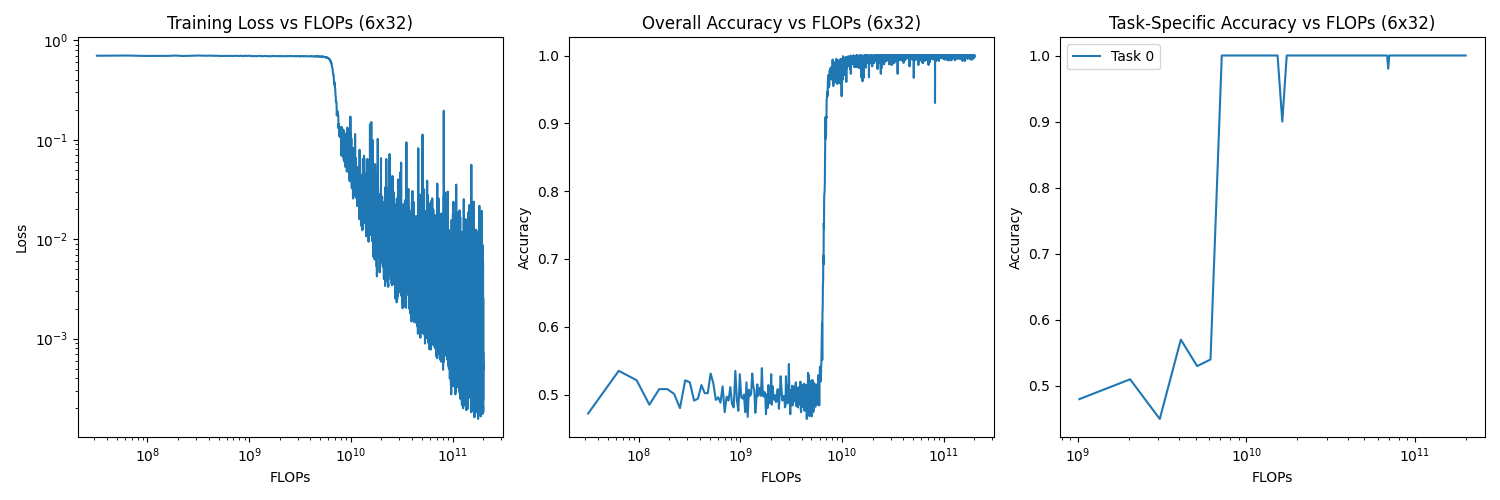 Training Loss vs FLOPs (6x32)
10^0
10^-1
10^-2
10^-3
Loss
10^8
10^9
10^10
10^11
FLOPs
Overall Accuracy vs FLOPs (6x32)
1.0
0.9
0.8
0.7
0.6
0.5
Accuracy
10^8
10^9
10^10
10^11
FLOPs
Task-Specific Accuracy vs FLOPs (6x32)
Task 0
1.0
0.9
0.8
0.7
0.6
0.5
Accuracy
10^9
10^10
10^11
FLOPs